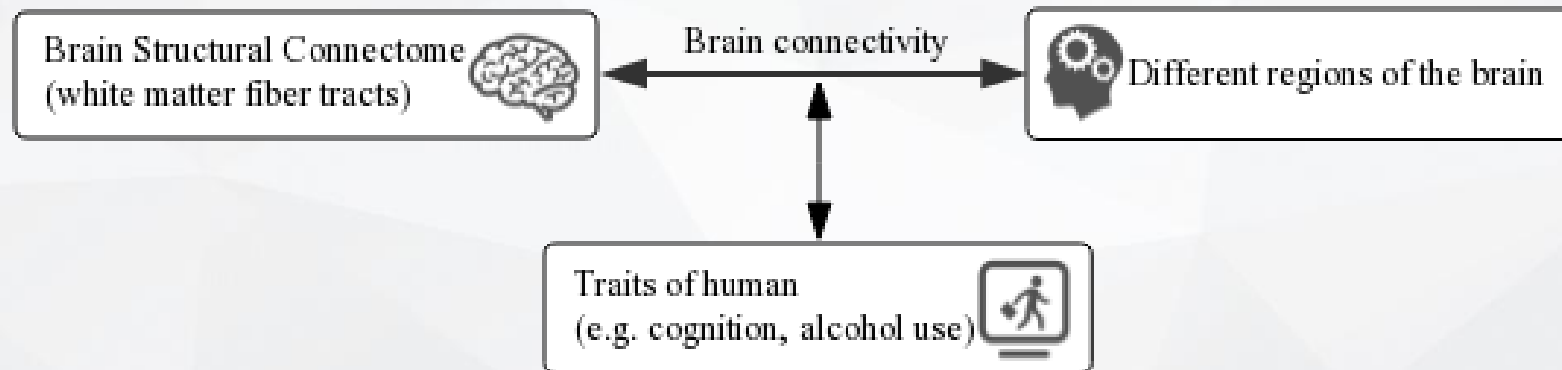 Brain Structural Connectome
(white matter fiber tracts)
Brain connectivity
Different regions of the brain
Traits of human
(e.g. cognition, alcohol use)